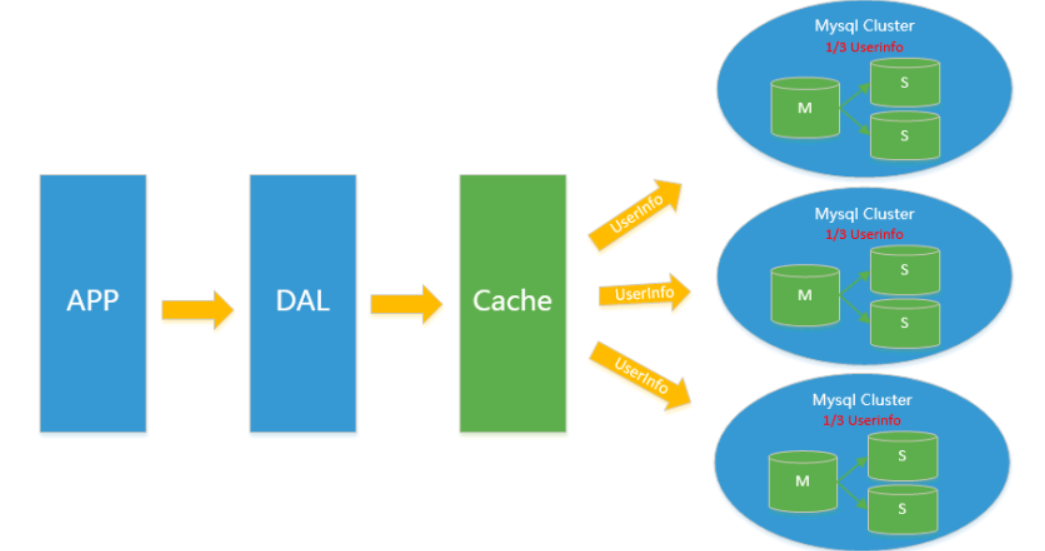 APP
DAL
Cache
UserInfo
UserInfo
UserInfo
Mysql Cluster
1/3 Userinfo
M
S
S
Mysql Cluster
1/3 Userinfo
M
S
S
Mysql Cluster
1/3 Userinfo
M
S
S